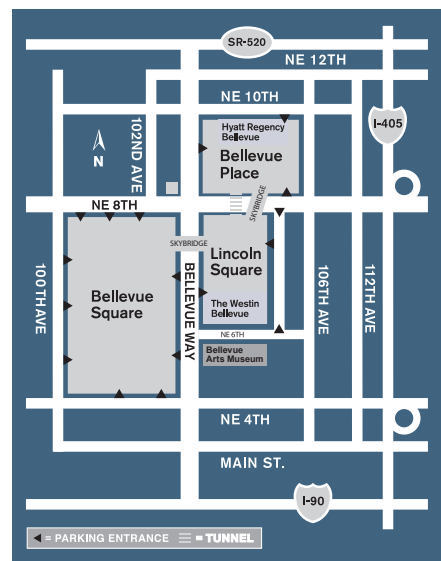 SR-520
NE 12TH
NE 10TH
I-405
102ND AVE
Hyatt Regency
Bellevue
Bellevue
Place
N
SKYBRIDGE
NE 8TH
SKYBRIDGE
Lincoln
Square
100TH AVE
Bellevue
Square
BELLEVUE WAY
The Westin
Bellevue
106TH AVE
112TH AVE
NE 6TH
Bellevue
Arts Museum
NE 4TH
MAIN ST.
I-90
= PARKING ENTRANCE = TUNNEL